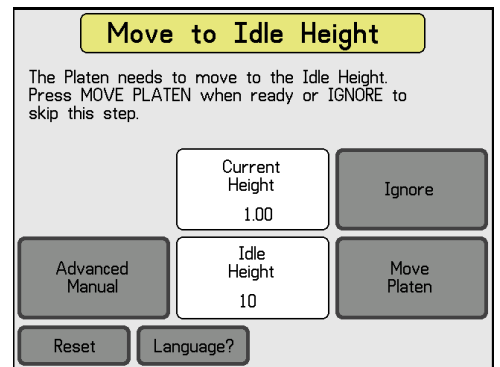 Move to Idle Height
The Platen needs to move to the Idle Height.
Press MOVE PLATEN when ready or IGNORE to
skip this step.
Current
Height
1.00
Ignore
Advanced
Manual
Idle
Height
10
Move
Platen
Reset
Language?